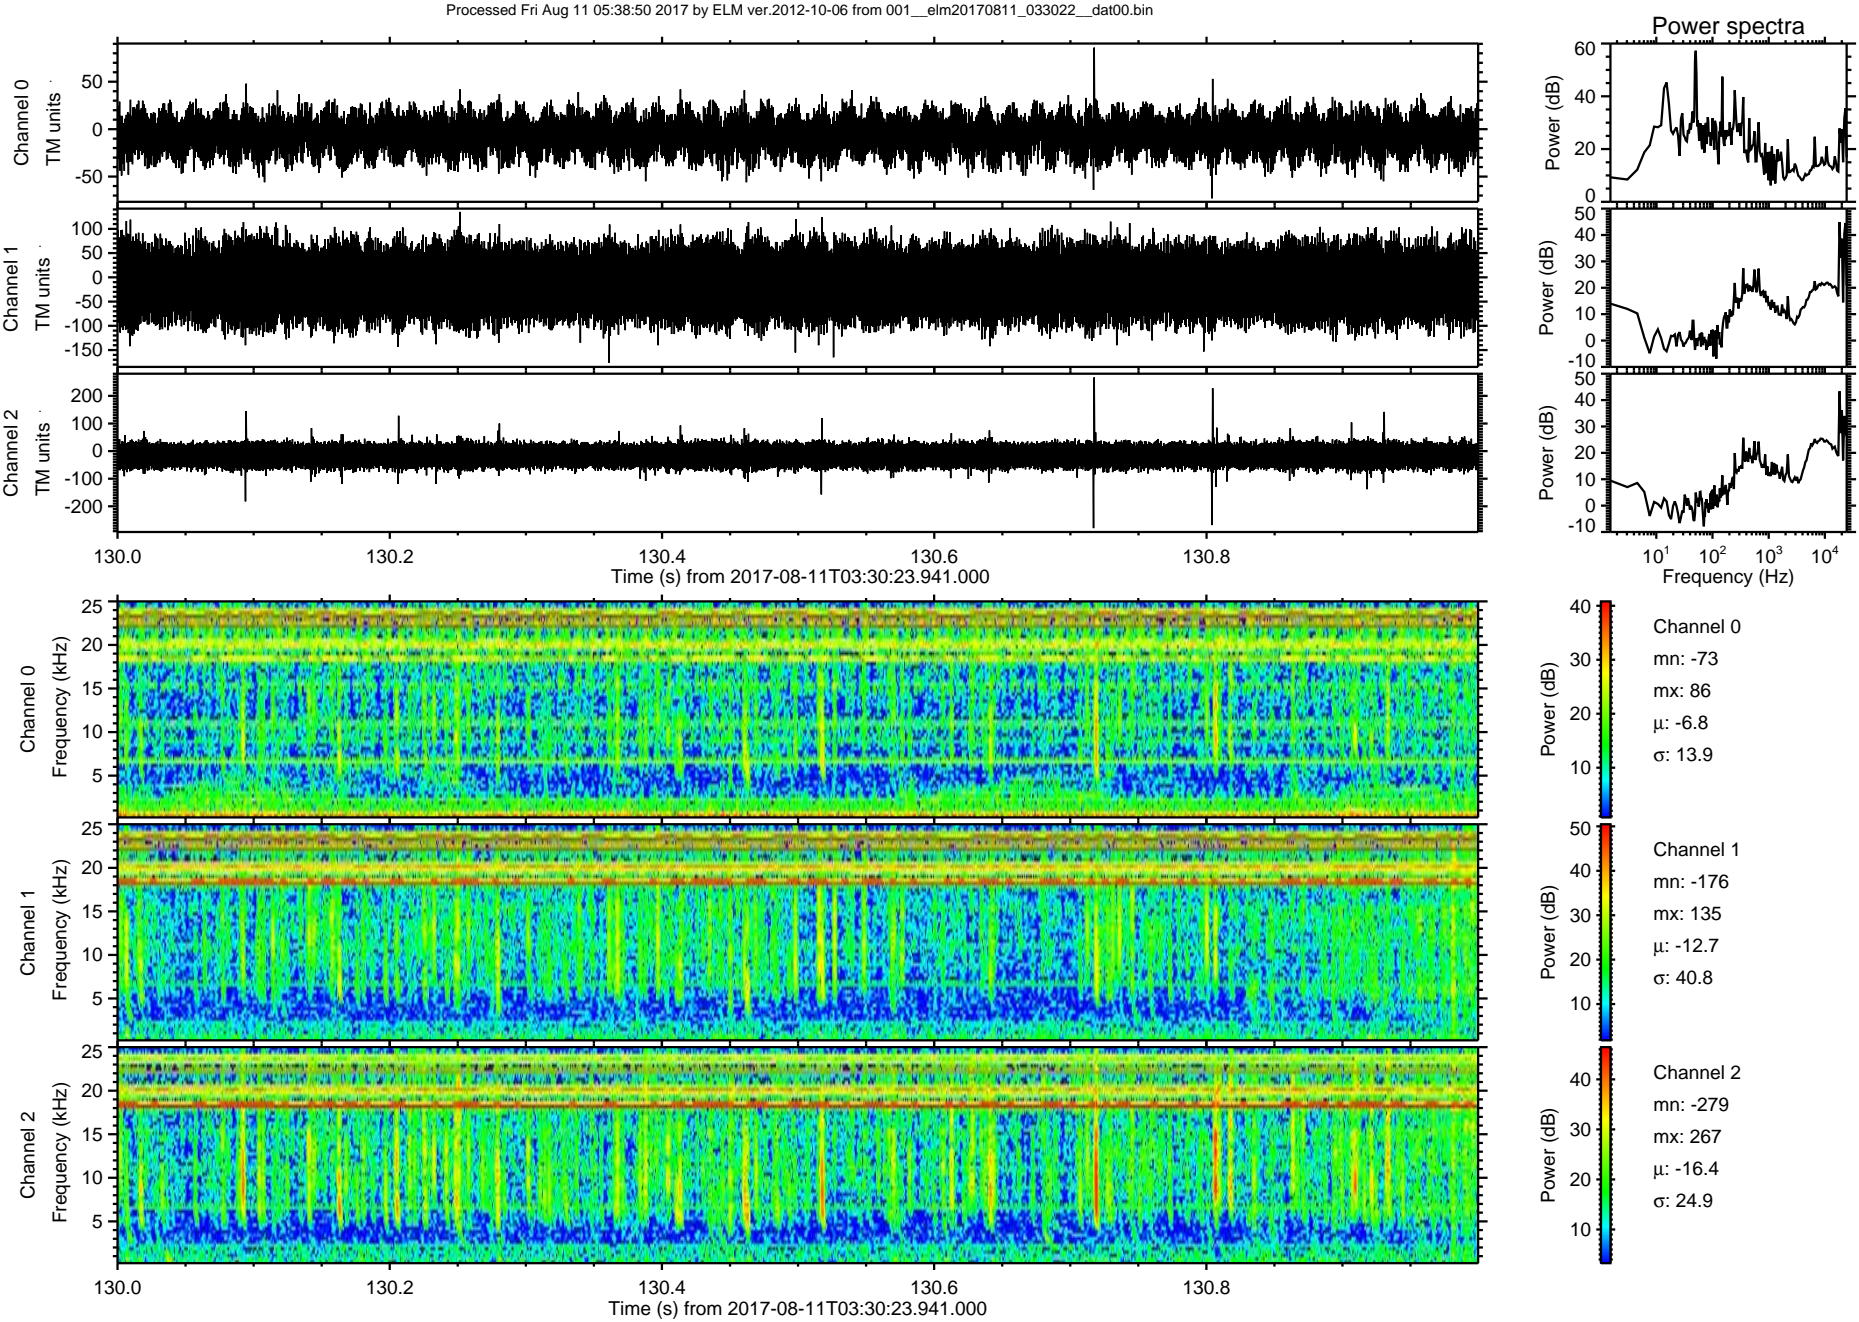 Processed Fri Aug 11 05:38:50 2017 by ELM ver.2012-10-06 from 001__elm20170811_033022__dat00.bin
Power spectra
Channel 0
TM units
50
0
-50
60
40
20
0
Power (dB)
Channel 1
TM units
100
50
0
-50
-100
-150
50
40
30
20
10
0
-10
Power (dB)
Channel 2
TM units
200
100
0
-100
-200
50
40
30
20
10
0
-10
Power (dB)
130.0 130.2 130.4 130.6 130.8
Time (s) from 2017-08-11T03:30:23.941.000
10¹ 10² 10³ 10⁴
Frequency (Hz)
Channel 0
Frequency (kHz)
25
20
15
10
5
40
30
20
10
Power (dB)
Channel 0
mn: -73
mx: 86
μ: -6.8
σ: 13.9
Channel 1
Frequency (kHz)
25
20
15
10
5
50
40
30
20
10
Power (dB)
Channel 1
mn: -176
mx: 135
μ: -12.7
σ: 40.8
Channel 2
Frequency (kHz)
25
20
15
10
5
40
30
20
10
Power (dB)
Channel 2
mn: -279
mx: 267
μ: -16.4
σ: 24.9
130.0 130.2 130.4 130.6 130.8
Time (s) from 2017-08-11T03:30:23.941.000